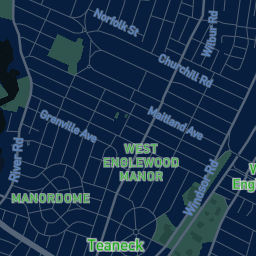 Norfolk St
Wilbur Rd
Churchill Rd
Maitland Ave
Grenville Ave
River Rd
WEST
ENGLEWOOD
MANOR
Windsor Rd
W
Eng
MANORDOME
Teaneck